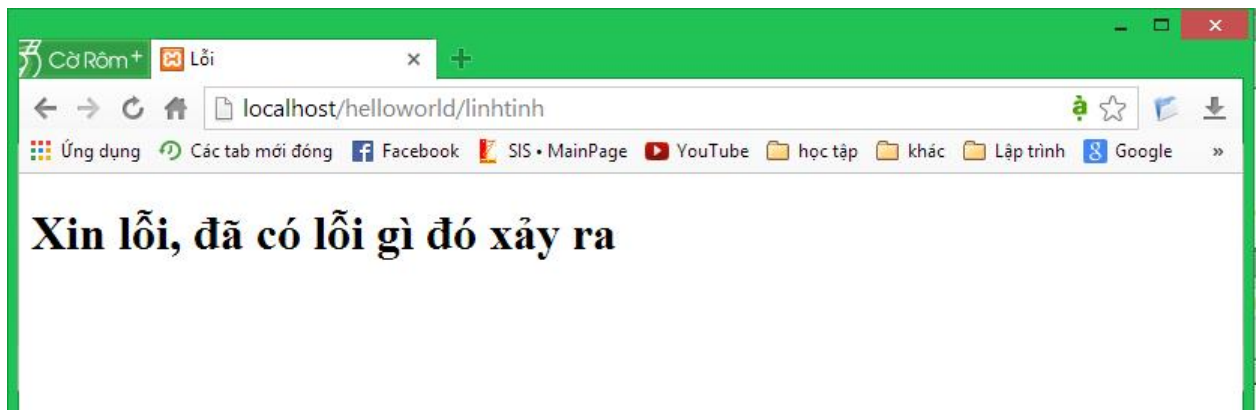 Cờ Rôm+ Lỗi
localhost/helloworld/linhtinh ạ
Ứng dụng Các tab mới đóng Facebook SIS • MainPage YouTube học tập khác Lập trình Google »
Xin lỗi, đã có lỗi gì đó xảy ra